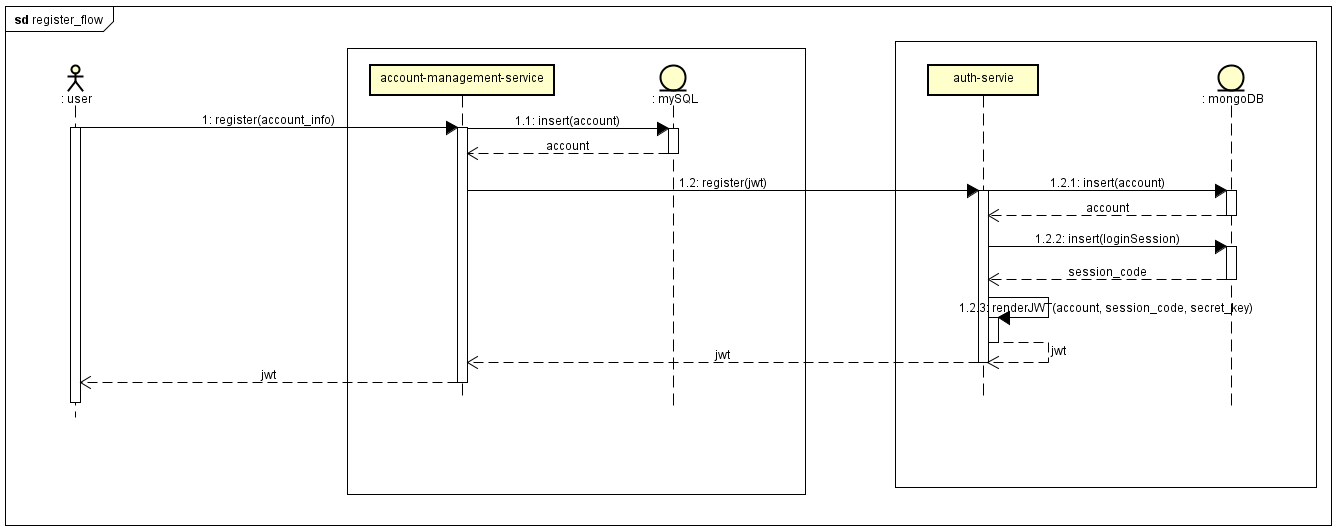 sd register_flow
: user
account-management-service
: mySQL
auth-servie
: mongoDB
1: register(account_info)
1.1: insert(account)
account
1.2: register(jwt)
1.2.1: insert(account)
account
1.2.2: insert(loginSession)
session_code
1.2.3: renderJWT(account, session_code, secret_key)
jwt
jwt
jwt